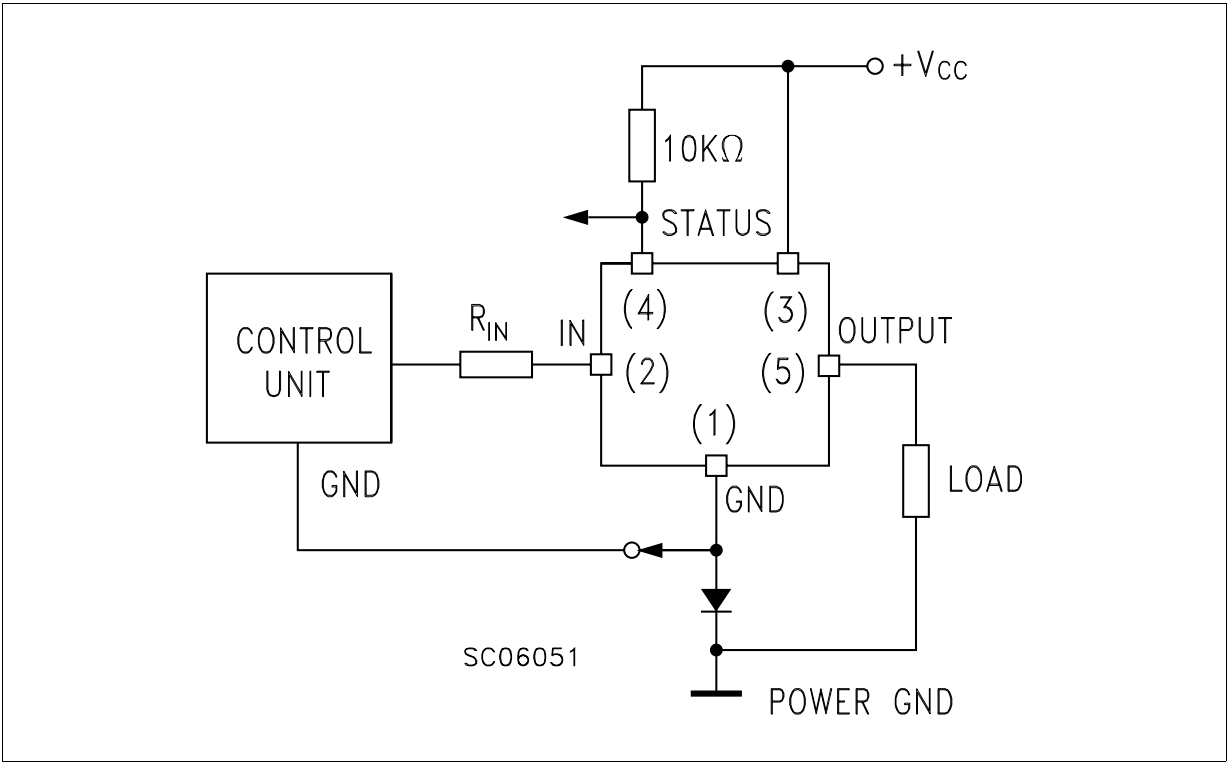 +VCC
10KΩ
STATUS
(4)
(3)
RIN
IN
OUTPUT
CONTROL
UNIT
(2)
(5)
(1)
GND
GND
LOAD
SC06051
POWER GND